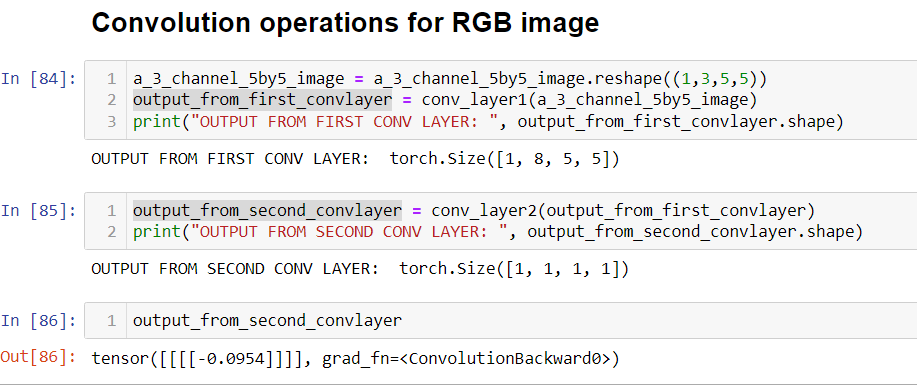 Convolution operations for RGB image
In [84]:
1 a_3_channel_5by5_image = a_3_channel_5by5_image.reshape((1,3,5,5))
2 output_from_first_convlayer = conv_layer1(a_3_channel_5by5_image)
3 print("OUTPUT FROM FIRST CONV LAYER: ", output_from_first_convlayer.shape)
OUTPUT FROM FIRST CONV LAYER:  torch.Size([1, 8, 5, 5])
In [85]:
1 output_from_second_convlayer = conv_layer2(output_from_first_convlayer)
2 print("OUTPUT FROM SECOND CONV LAYER: ", output_from_second_convlayer.shape)
OUTPUT FROM SECOND CONV LAYER:  torch.Size([1, 1, 1, 1])
In [86]:
1 output_from_second_convlayer
Out[86]:
tensor([[[[-0.0954]]]], grad_fn=<ConvolutionBackward0>)